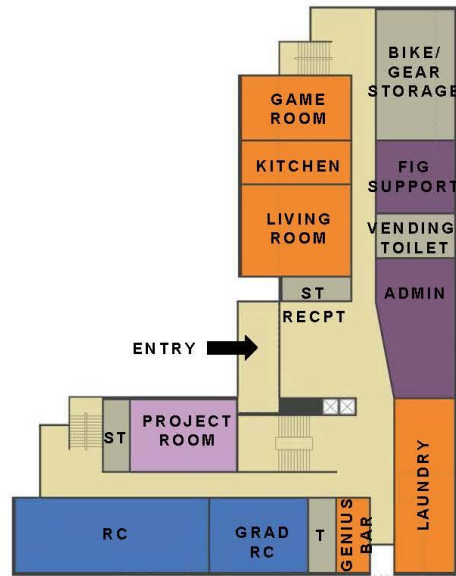 BIKE/
GEAR
STORAGE
GAME
ROOM
KITCHEN
FIG
SUPPORT
LIVING
ROOM
VENDING
TOILET
ST
ADMIN
RECPT
ENTRY
ST
PROJECT
ROOM
LAUNDRY
RC
GRAD
RC
T
GENIUS
BAR